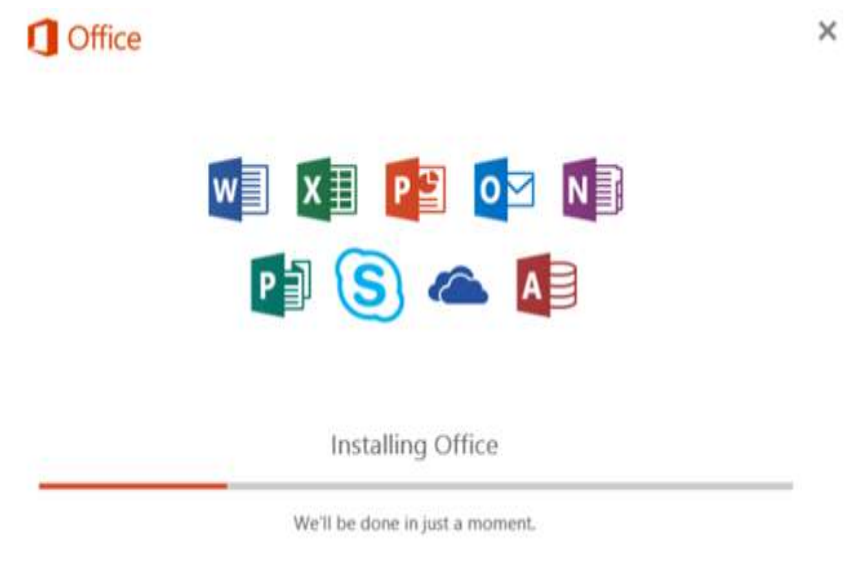 Office
W X P O N
P S A
Installing Office
We'll be done in just a moment.